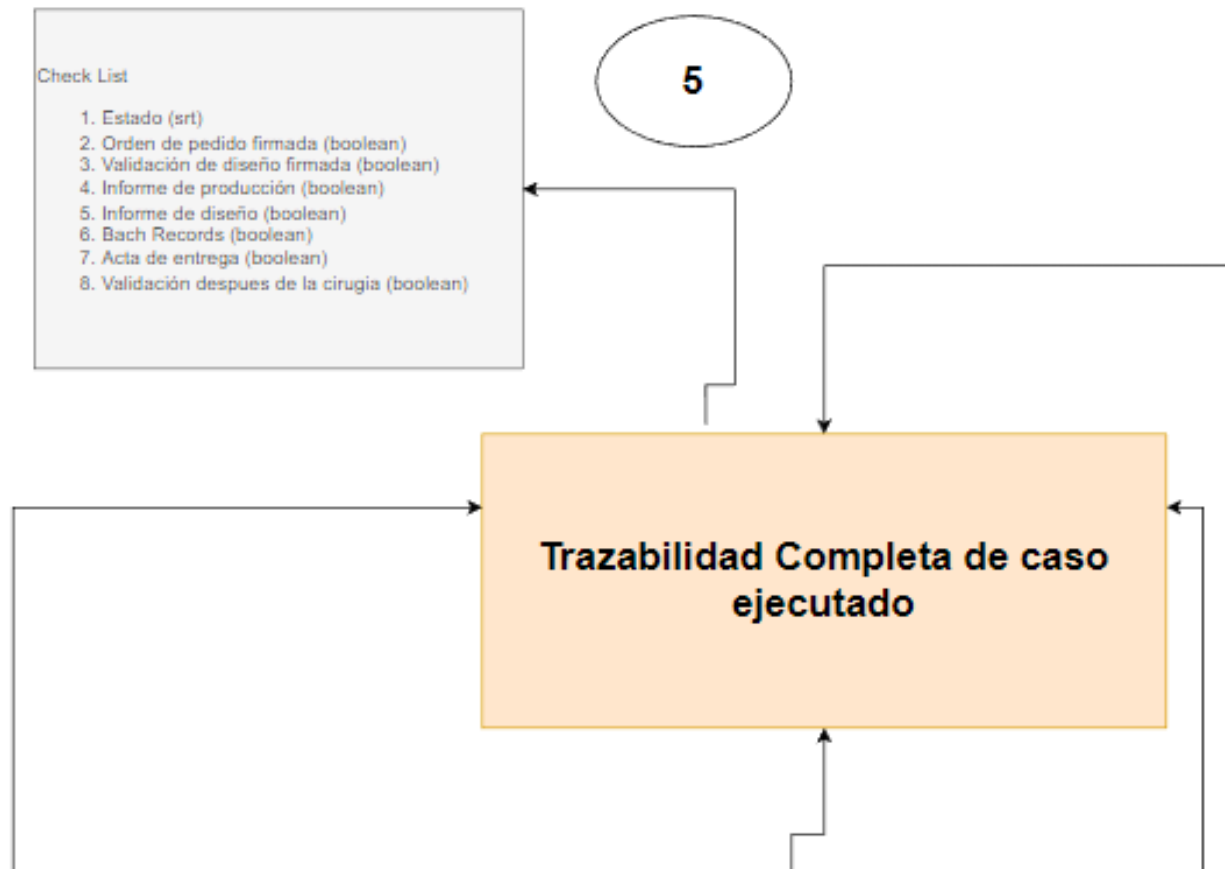 Check List
1. Estado (srt)
2. Orden de pedido firmada (boolean)
3. Validación de diseño firmada (boolean)
4. Informe de producción (boolean)
5. Informe de diseño (boolean)
6. Bach Records (boolean)
7. Acta de entrega (boolean)
8. Validación despues de la cirugia (boolean)
5
Trazabilidad Completa de caso
ejecutado